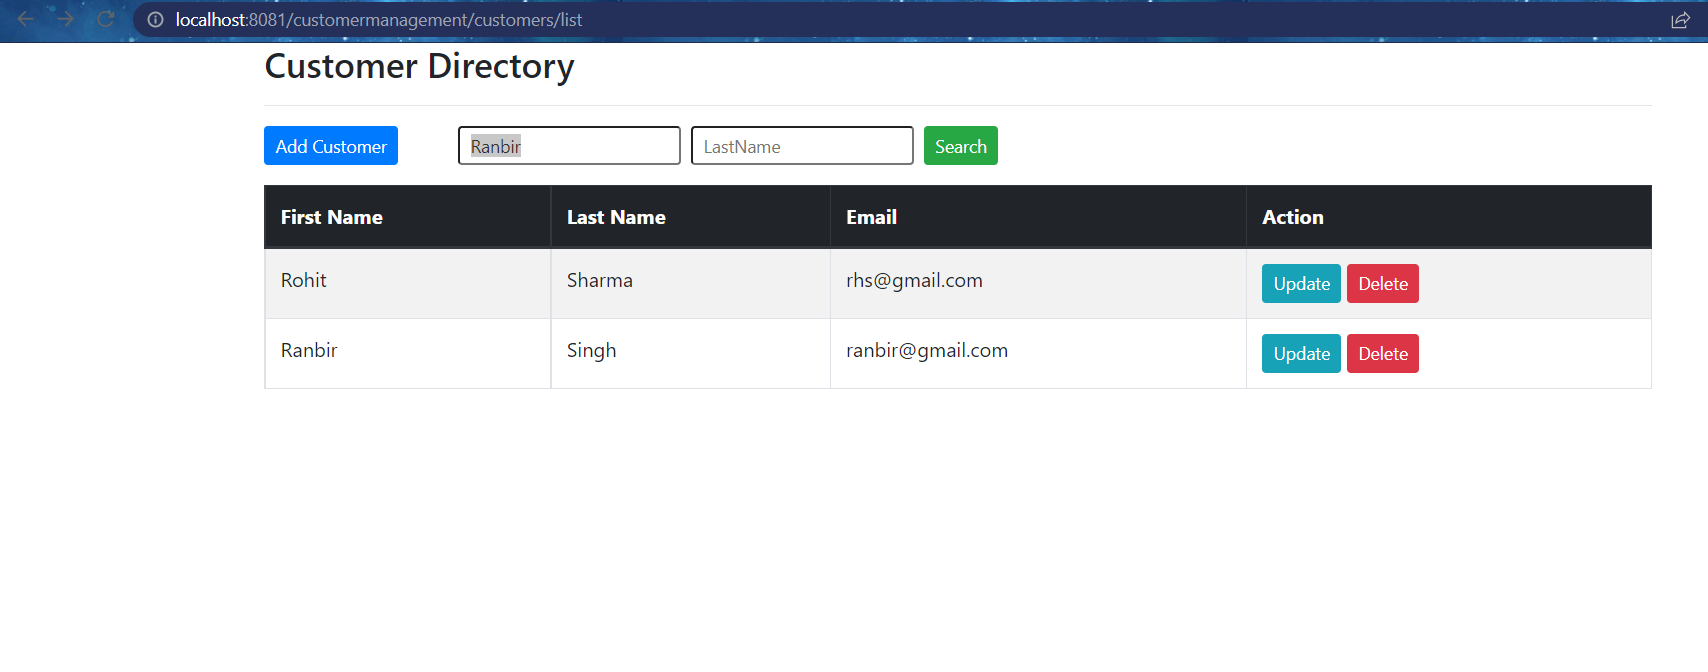 localhost:8081/customermanagement/customers/list
Customer Directory
Add Customer Ranbir LastName Search
First Name Last Name Email Action
Rohit Sharma rhs@gmail.com Update Delete
Ranbir Singh ranbir@gmail.com Update Delete